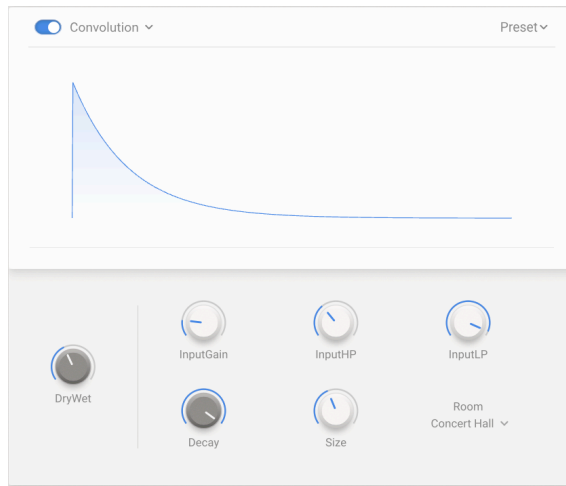 Convolution
Preset
InputGain
InputHP
InputLP
DryWet
Decay
Size
Room
Concert Hall